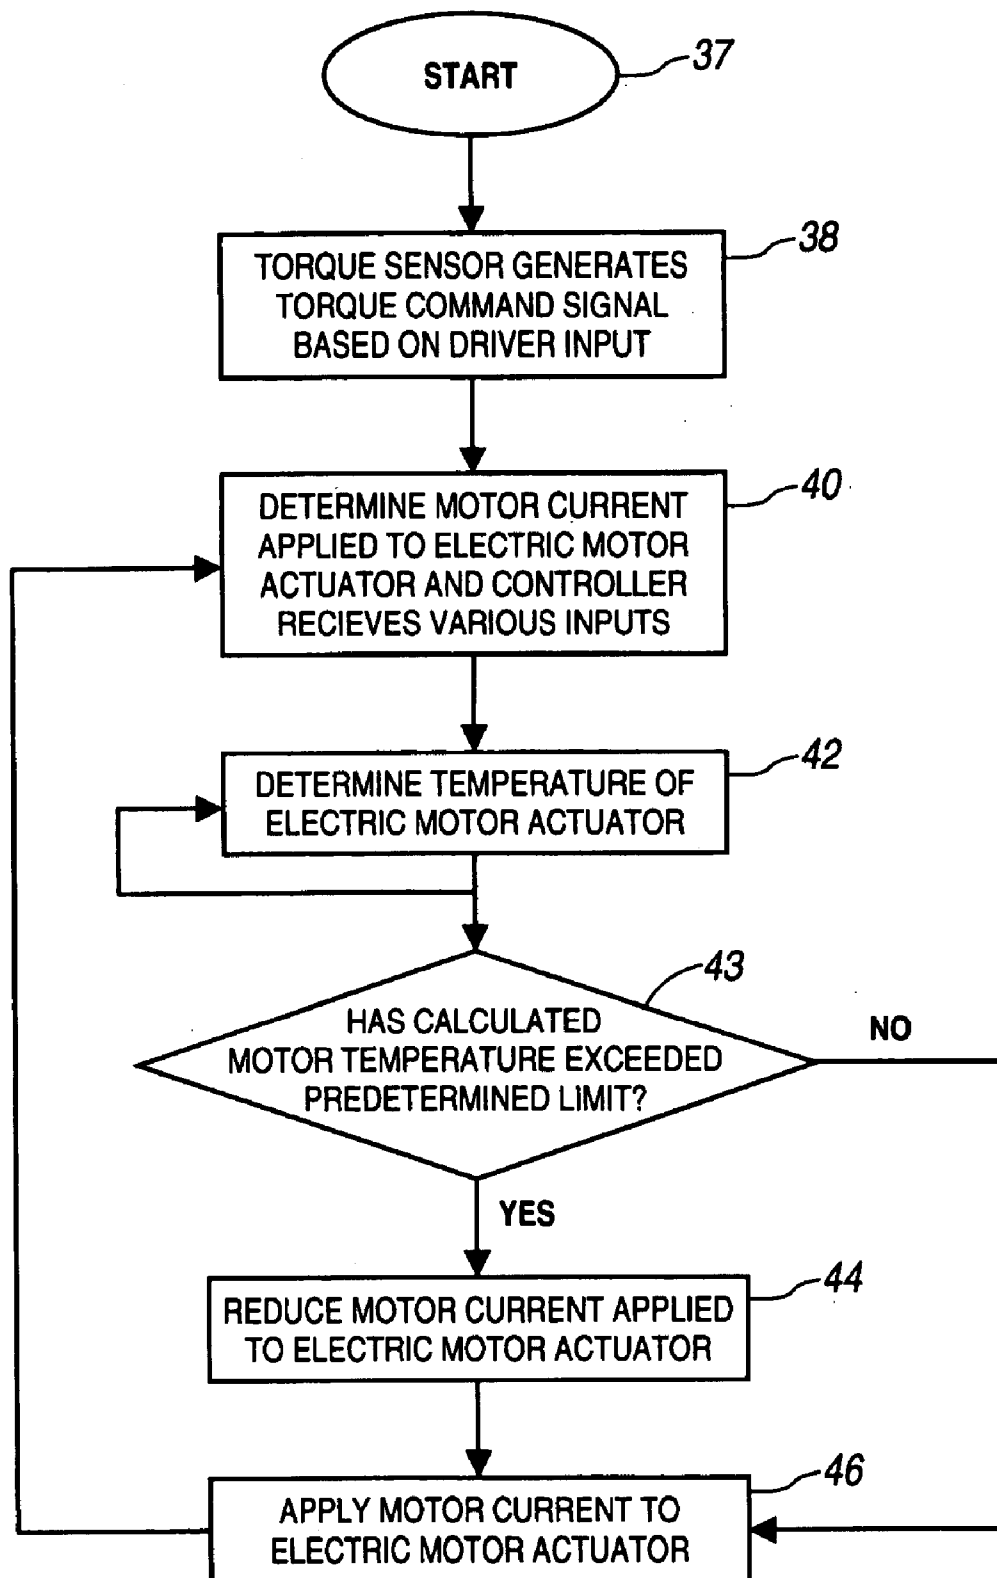 START
37
TORQUE SENSOR GENERATES
TORQUE COMMAND SIGNAL
BASED ON DRIVER INPUT
38
DETERMINE MOTOR CURRENT
APPLIED TO ELECTRIC MOTOR
ACTUATOR AND CONTROLLER
RECIEVES VARIOUS INPUTS
40
DETERMINE TEMPERATURE OF
ELECTRIC MOTOR ACTUATOR
42
HAS CALCULATED
MOTOR TEMPERATURE EXCEEDED
PREDETERMINED LIMIT?
43
NO
YES
REDUCE MOTOR CURRENT APPLIED
TO ELECTRIC MOTOR ACTUATOR
44
APPLY MOTOR CURRENT TO
ELECTRIC MOTOR ACTUATOR
46